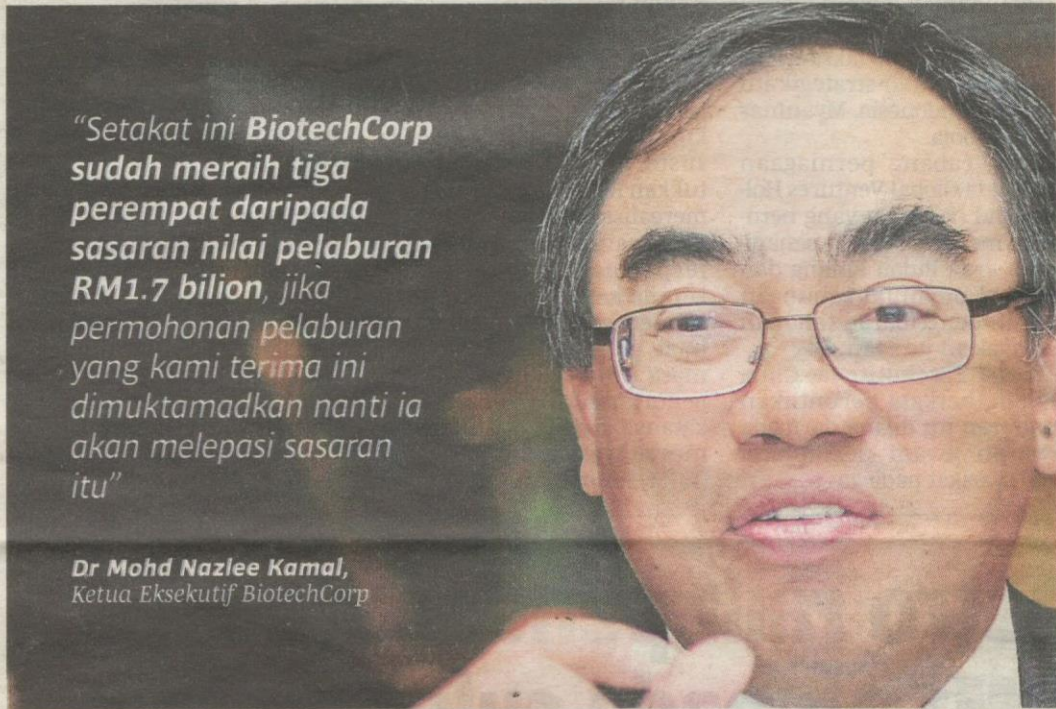 “Setakat ini BiotechCorp
sudah meraih tiga
perempat daripada
sasaran nilai pelaburan
RM1.7 bilion, jika
permohonan pelaburan
yang kami terima ini
dimuktamadkan nanti ia
akan melepasi sasaran
itu”
Dr Mohd Nazlee Kamal,
Ketua Eksekutif BiotechCorp